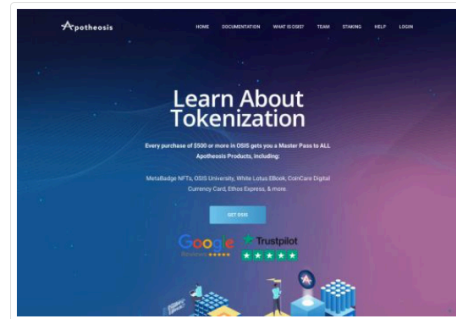 Apotheosis
HOME DOCUMENTATION WHAT IS OSIS? TEAM STAKING HELP LOGIN
Learn About
Tokenization
Every purchase of $500 or more in OSIS gets you a Master Pass to ALL
Apotheosis Products, including:
MetaBadge NFTs, OSIS University, White Lotus EBook, CoinCare Digital
Currency Card, Ethos Express, & more.
GET OSIS
Google Trustpilot